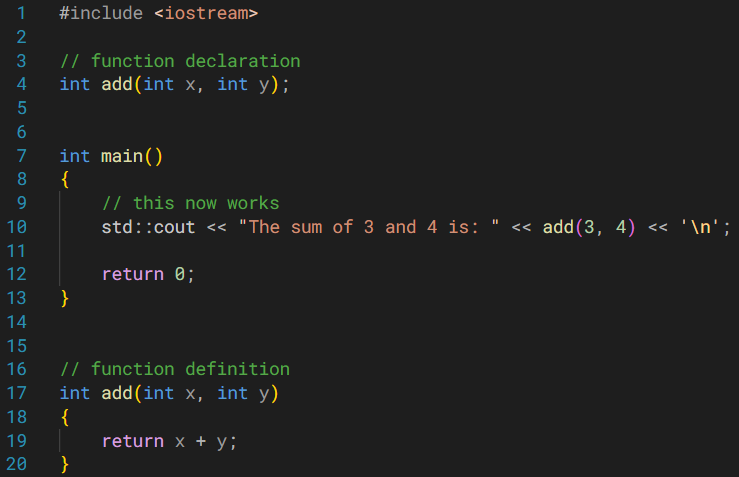 1 #include <iostream>
2
3 // function declaration
4 int add(int x, int y);
5
6
7 int main()
8 {
9     // this now works
10     std::cout << "The sum of 3 and 4 is: " << add(3, 4) << '\n';
11
12     return 0;
13 }
14
15
16 // function definition
17 int add(int x, int y)
18 {
19     return x + y;
20 }